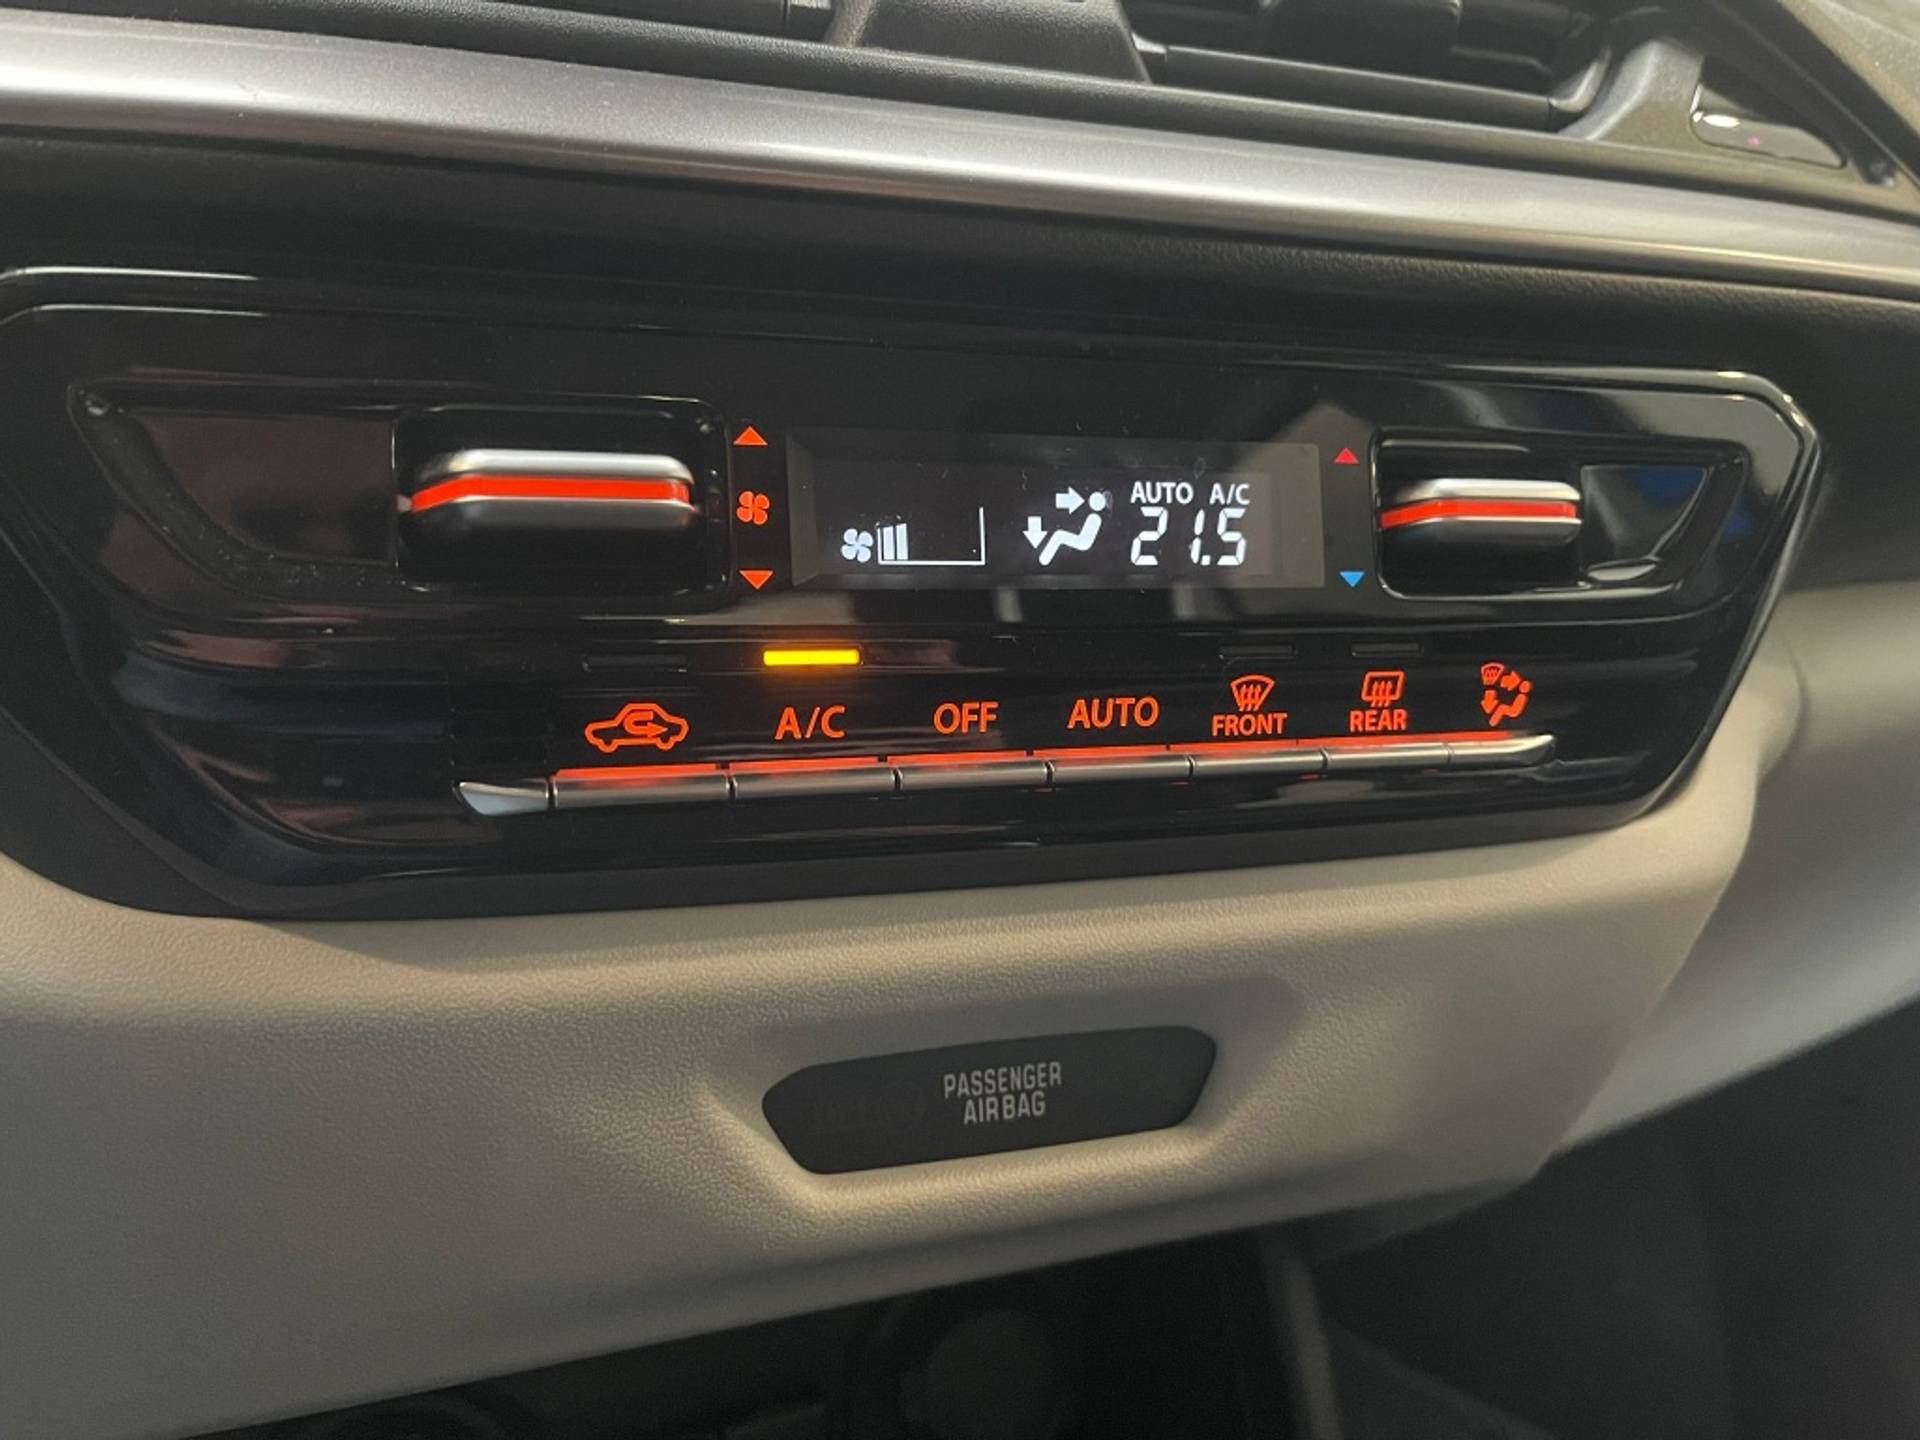 AUTO A/C
21.5
A/C OFF AUTO FRONT REAR
PASSENGER
AIRBAG